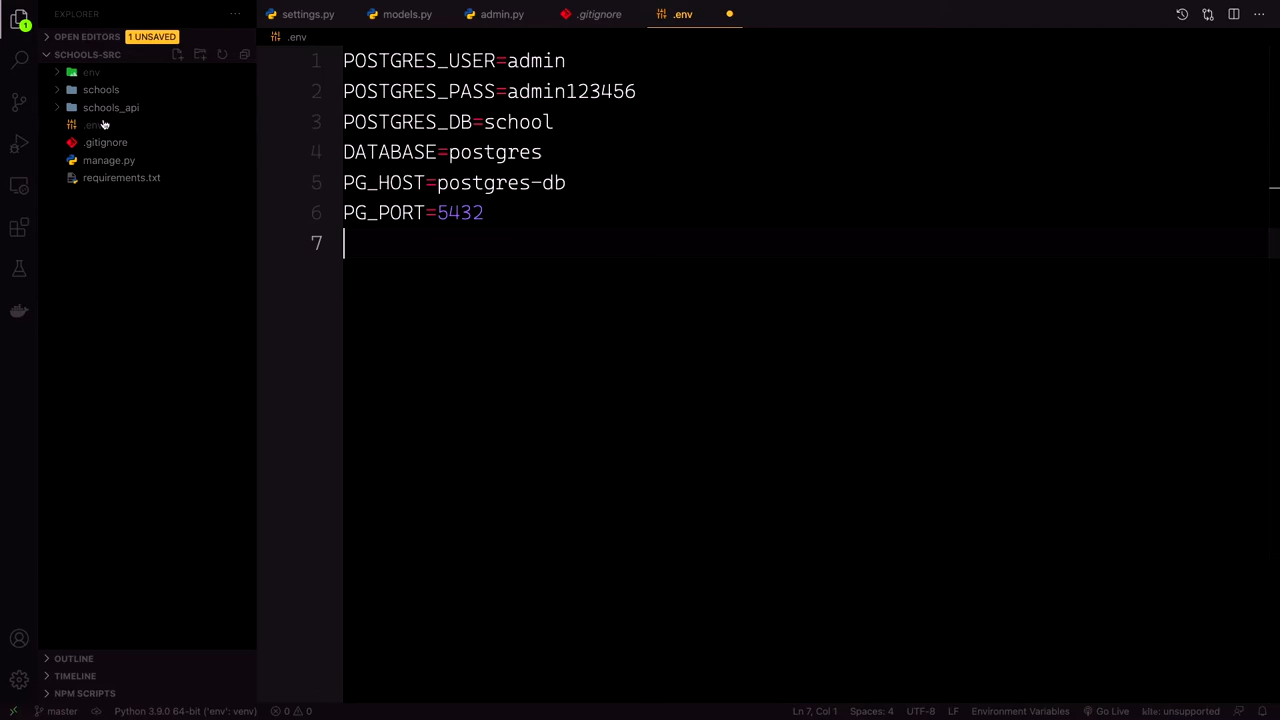 EXPLORER
settings.py
models.py
admin.py
.gitignore
.env
OPEN EDITORS
1 UNSAVED
.env
SCHOOLS-SRC
env
schools
schools_api
.env
.gitignore
manage.py
requirements.txt
1 POSTGRES_USER=admin
2 POSTGRES_PASS=admin123456
3 POSTGRES_DB=school
4 DATABASE=postgres
5 PG_HOST=postgres-db
6 PG_PORT=5432
7
1
OUTLINE
TIMELINE
NPM SCRIPTS
master
Python 3.9.0 64-bit ('env': venv)
0
0
Ln 7, Col 1
Spaces: 4
UTF-8
LF
Environment Variables
Go Live
kite: unsupported